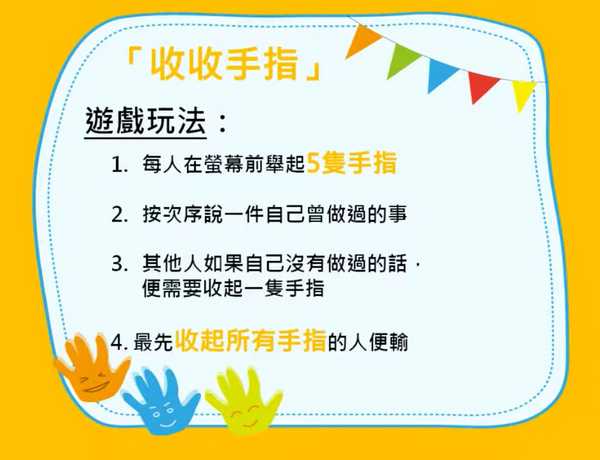 「收收手指」
遊戲玩法：
1. 每人在螢幕前舉起5隻手指
2. 按次序說一件自己曾做過的事
3. 其他人如果自己沒有做過的話，
便需要收起一隻手指
4. 最先收起所有手指的人便輸